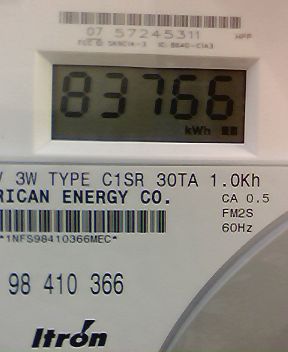 07 57245311
83766
kWh
3W TYPE C1SR 30TA 1.0Kh
RICAN ENERGY CO.
CA 0.5
FM2S
60Hz
*1NFS98410366MEC*
98 410 366
Itrón